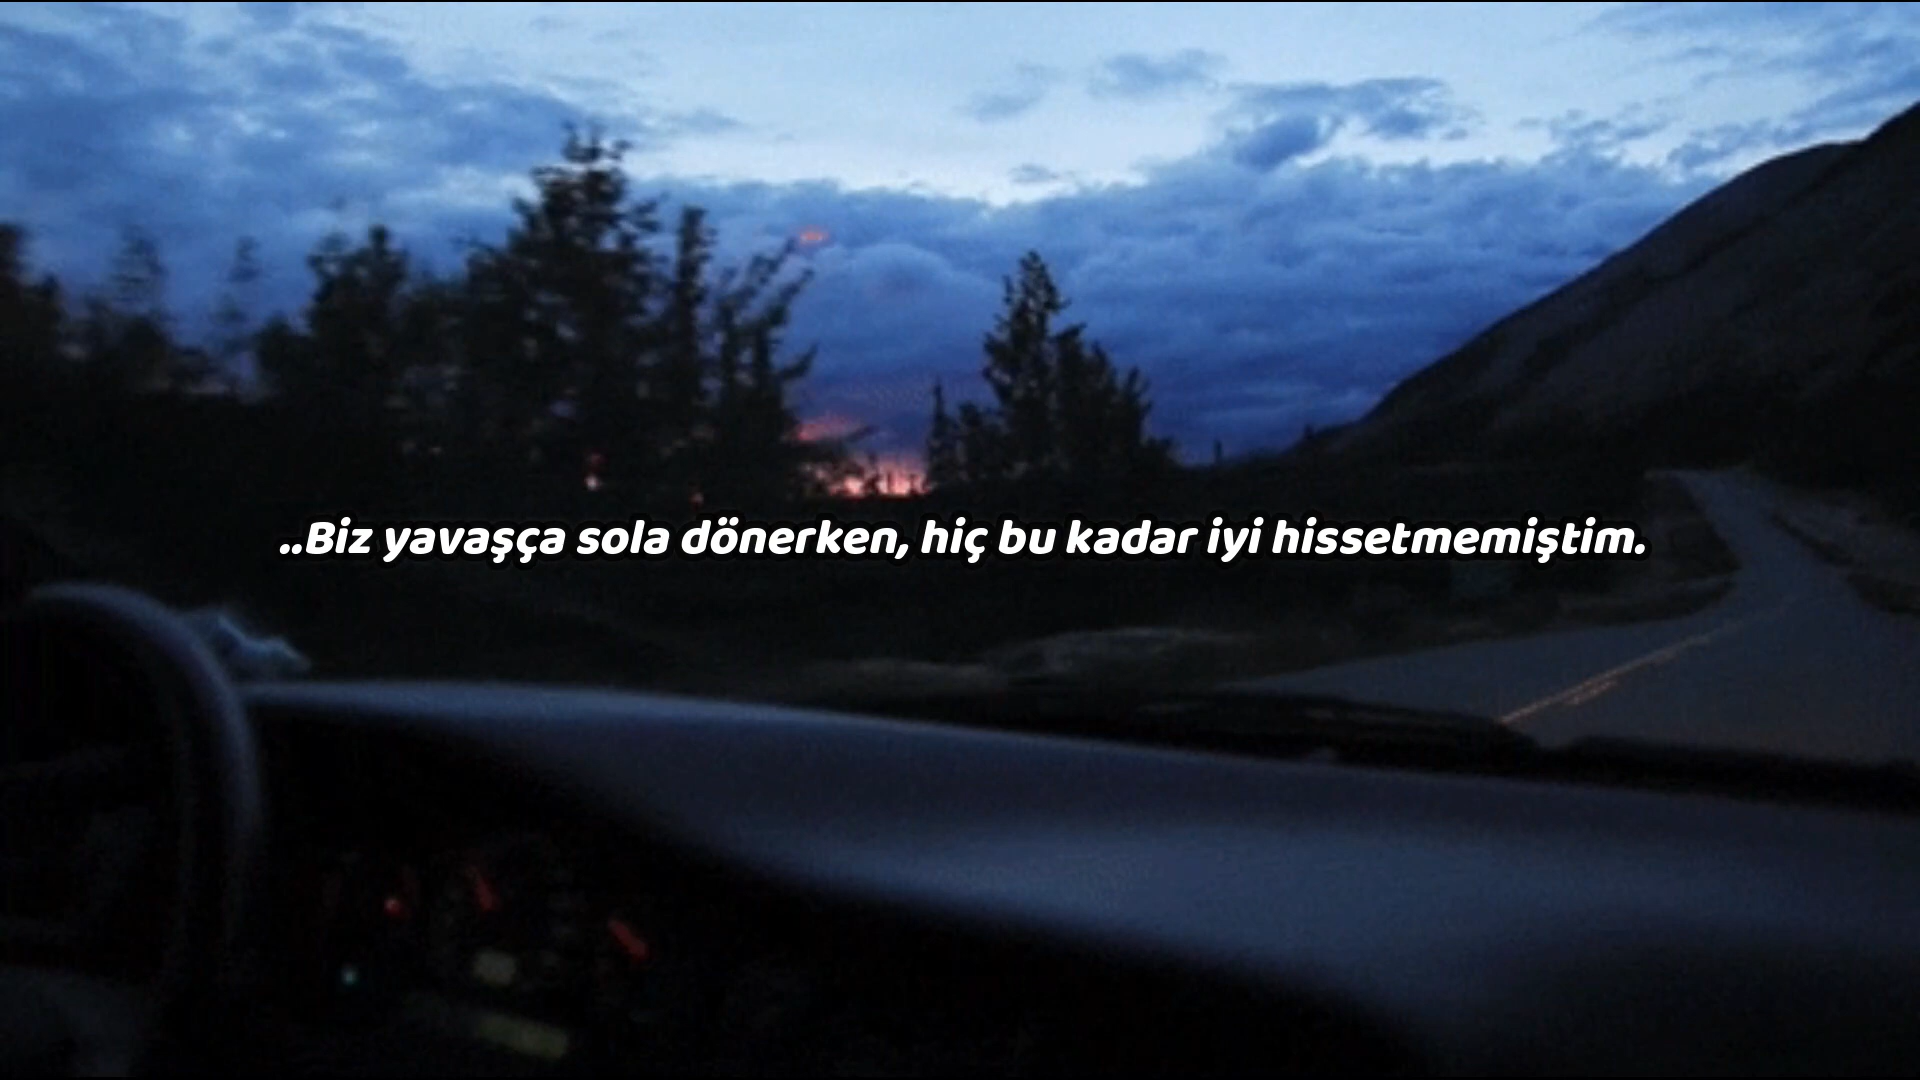 ..Biz yavaşça sola dönerken, hiç bu kadar iyi hissetmemiştim.